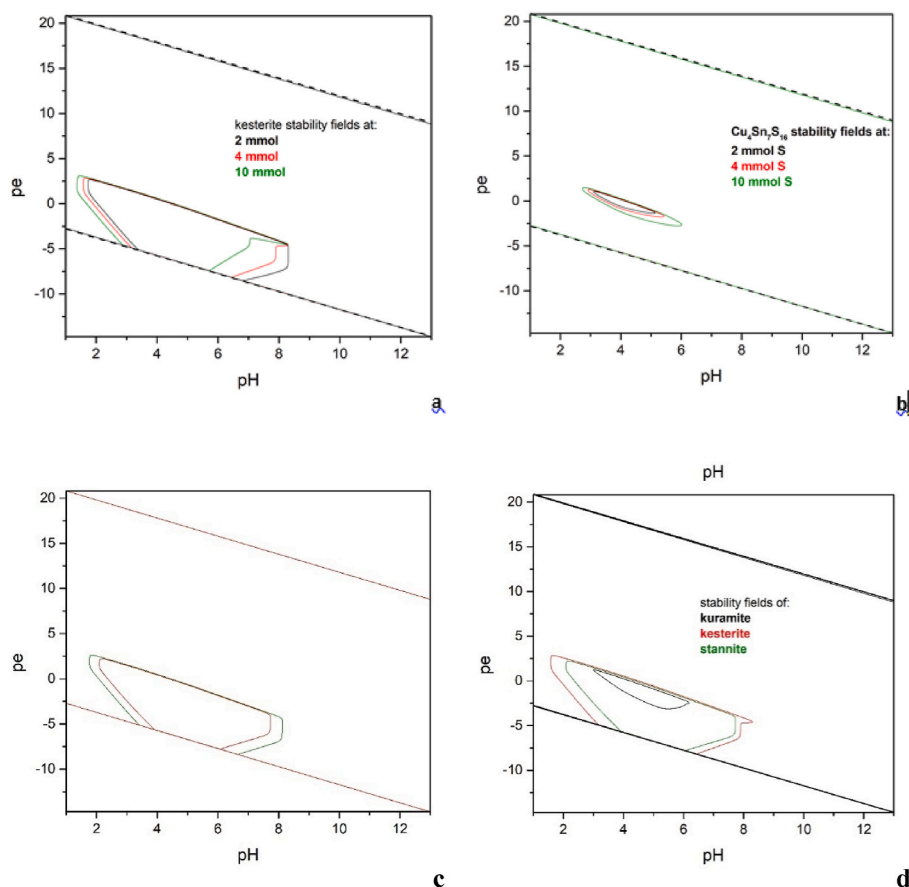 20
15
10
5
0
-5
-10
pe
kesterite stability fields at:
2 mmol
4 mmol
10 mmol
2 4 6 8 10 12
pH
a
20
15
10
5
0
-5
-10
pe
Cu4Sn7S16 stability fields at:
2 mmol S
4 mmol S
10 mmol S
2 4 6 8 10 12
pH
b
20
15
10
5
0
-5
-10
pe
2 4 6 8 10 12
pH
c
pH
20
15
10
5
0
-5
-10
pe
stability fields of:
kuramite
kesterite
stannite
2 4 6 8 10 12
pH
d